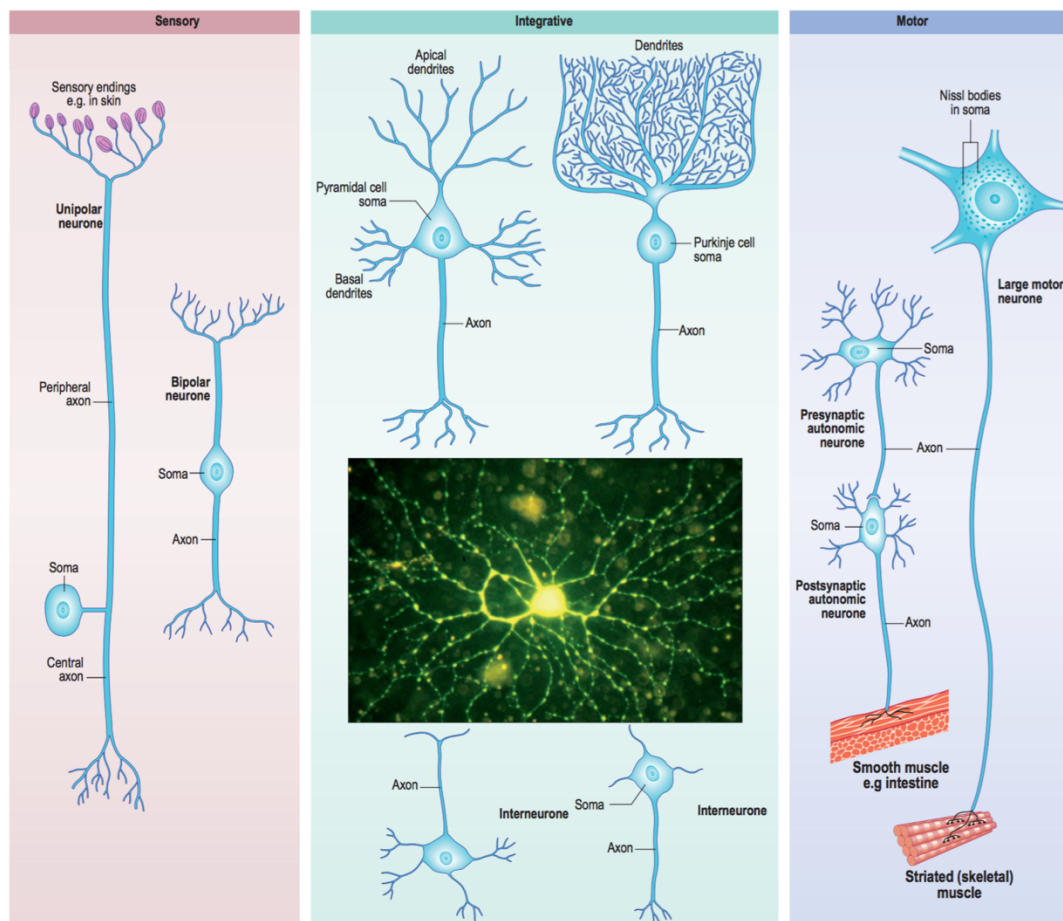 Sensory
Sensory endings
e.g. in skin
Unipolar
neurone
Bipolar
neurone
Peripheral
axon
Soma
Axon
Soma
Central
axon
Integrative
Apical
dendrites
Dendrites
Pyramidal cell
soma
Purkinje cell
soma
Basal
dendrites
Axon
Axon
Axon
Interneurone
Soma
Interneurone
Axon
Motor
Nissl bodies
in soma
Large motor
neurone
Soma
Presynaptic
autonomic
neurone
Axon
Soma
Postsynaptic
autonomic
neurone
Axon
Smooth muscle
e.g intestine
Striated (skeletal)
muscle